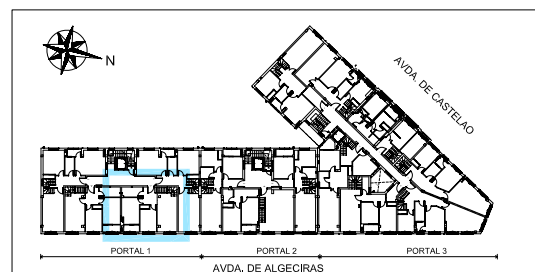 N
AVDA. DE CASTELAO
PORTAL 1
PORTAL 2
PORTAL 3
AVDA. DE ALGECIRAS